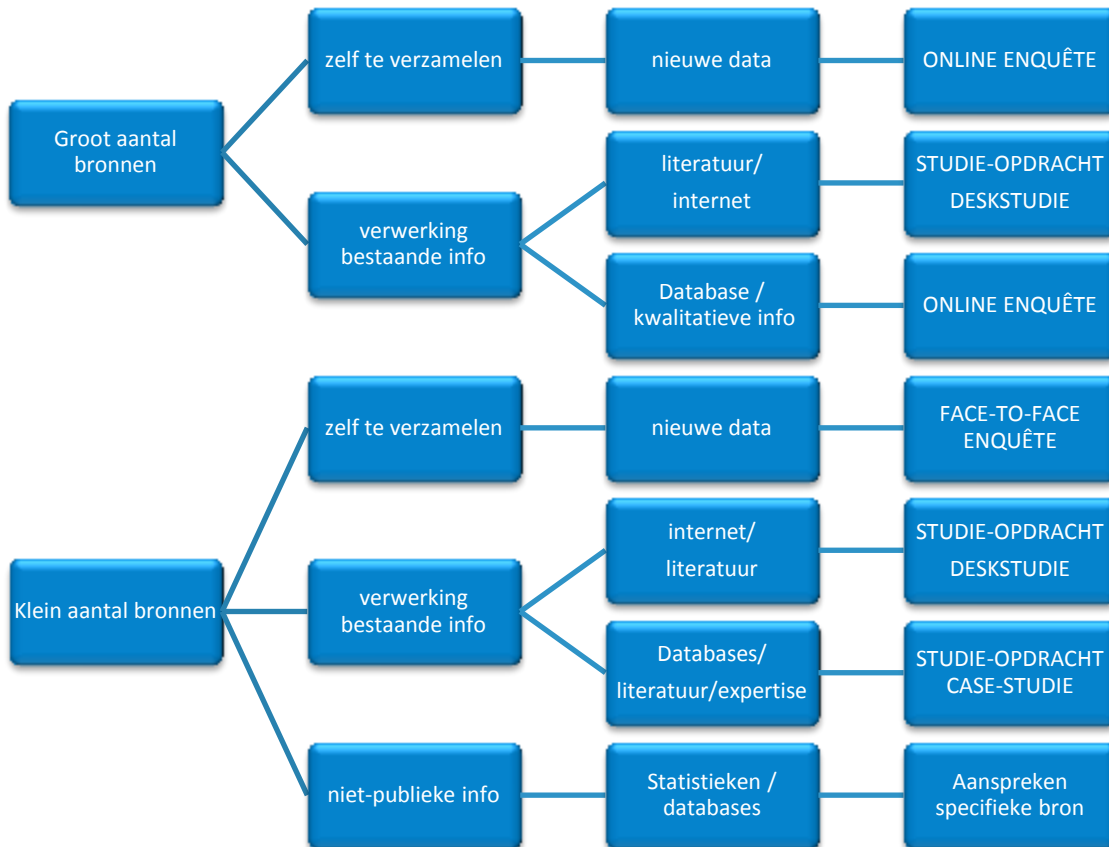 zelf te verzamelen
nieuwe data
ONLINE ENQUÊTE
Groot aantal
bronnen
literatuur/
internet
STUDIE-OPDRACHT
DESKSTUDIE
verwerking
bestaande info
Database /
kwalitatieve info
ONLINE ENQUÊTE
zelf te verzamelen
nieuwe data
FACE-TO-FACE
ENQUÊTE
internet/
literatuur
STUDIE-OPDRACHT
DESKSTUDIE
Klein aantal bronnen
verwerking
bestaande info
Databases/
literatuur/expertise
STUDIE-OPDRACHT
CASE-STUDIE
niet-publieke info
Statistieken /
databases
Aanspreken
specifieke bron